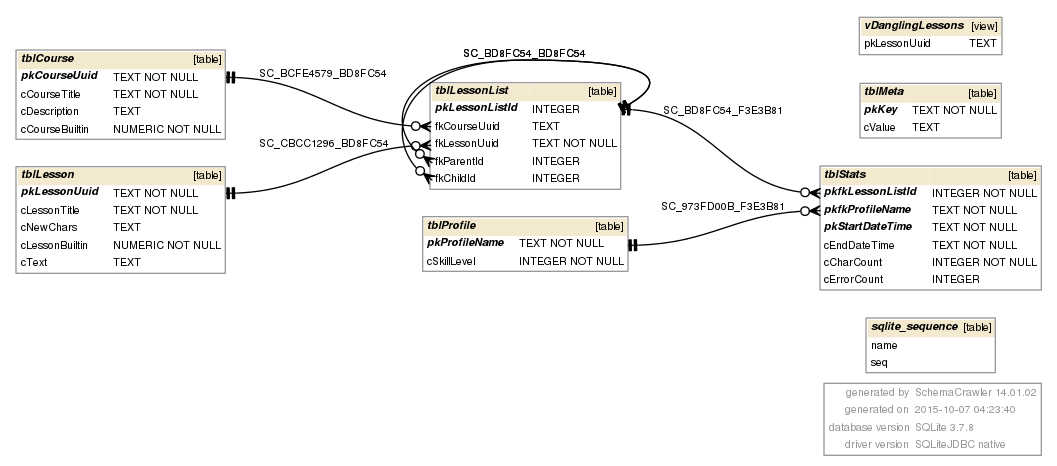 tblCourse [table]
pkCourseUuid TEXT NOT NULL
cCourseTitle TEXT NOT NULL
cDescription TEXT
cCourseBuiltin NUMERIC NOT NULL
tblLesson [table]
pkLessonUuid TEXT NOT NULL
cLessonTitle TEXT NOT NULL
cNewChars TEXT
cLessonBuiltin NUMERIC NOT NULL
cText TEXT
SC_BCFE4579_BD8FC54
SC_CBCC1296_BD8FC54
SC_BD8FC54_BD8FC54
tblLessonList [table]
pkLessonListId INTEGER
fkCourseUuid TEXT
fkLessonUuid TEXT NOT NULL
fkParentId INTEGER
fkChildId INTEGER
tblProfile [table]
pkProfileName TEXT NOT NULL
cSkillLevel INTEGER NOT NULL
SC_BD8FC54_F3E3B81
SC_973FD00B_F3E3B81
vDanglingLessons [view]
pkLessonUuid TEXT
tblMeta [table]
pkKey TEXT NOT NULL
cValue TEXT
tblStats [table]
pkfkLessonListId INTEGER NOT NULL
pkfkProfileName TEXT NOT NULL
pkStartDateTime TEXT NOT NULL
cEndDateTime TEXT NOT NULL
cCharCount INTEGER NOT NULL
cErrorCount INTEGER
sqlite_sequence [table]
name
seq
generated by SchemaCrawler 14.01.02
generated on 2015-10-07 04:23:40
database version SQLite 3.7.8
driver version SQLiteJDBC native